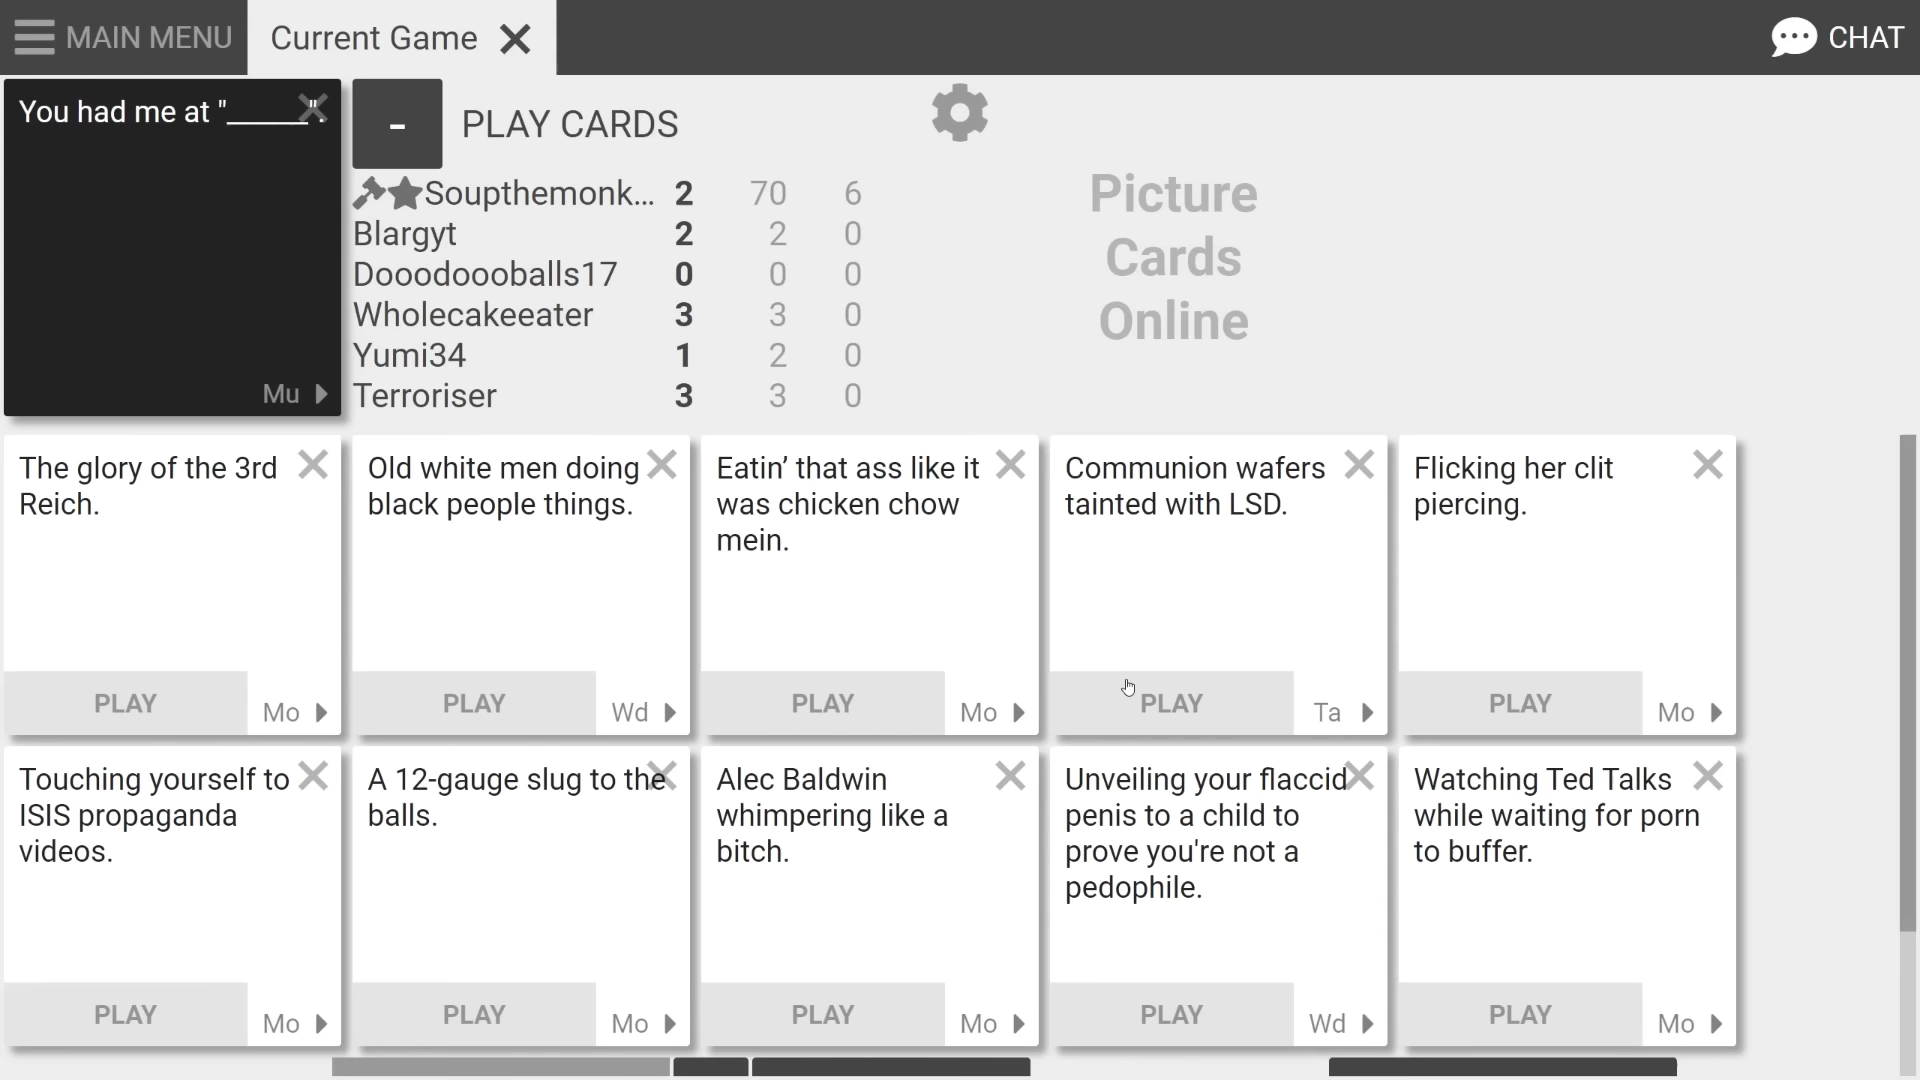 MAIN MENU
Current Game
CHAT
You had me at "______".
Mu
-
PLAY CARDS
Soupthemonk... 2 70 6
Blargyt 2 2 0
Dooodoooballs17 0 0 0
Wholecakeeater 3 3 0
Yumi34 1 2 0
Terroriser 3 3 0
Picture
Cards
Online
The glory of the 3rd
Reich.
PLAY
Mo
Old white men doing
black people things.
PLAY
Wd
Eatin’ that ass like it
was chicken chow
mein.
PLAY
Mo
Communion wafers
tainted with LSD.
PLAY
Ta
Flicking her clit
piercing.
PLAY
Mo
Touching yourself to
ISIS propaganda
videos.
PLAY
Mo
A 12-gauge slug to the
balls.
PLAY
Mo
Alec Baldwin
whimpering like a
bitch.
PLAY
Mo
Unveiling your flaccid
penis to a child to
prove you're not a
pedophile.
PLAY
Wd
Watching Ted Talks
while waiting for porn
to buffer.
PLAY
Mo